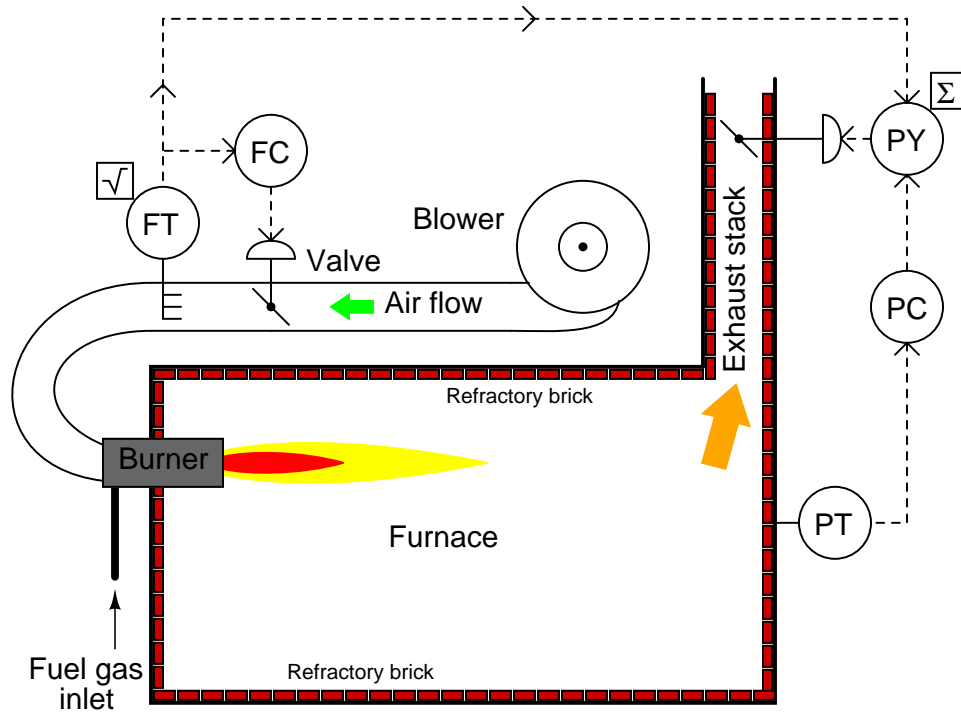 Σ
FC
PY
√
FT
Blower
Valve
Air flow
Exhaust stack
PC
Refractory brick
Burner
Furnace
PT
Fuel gas
inlet
Refractory brick